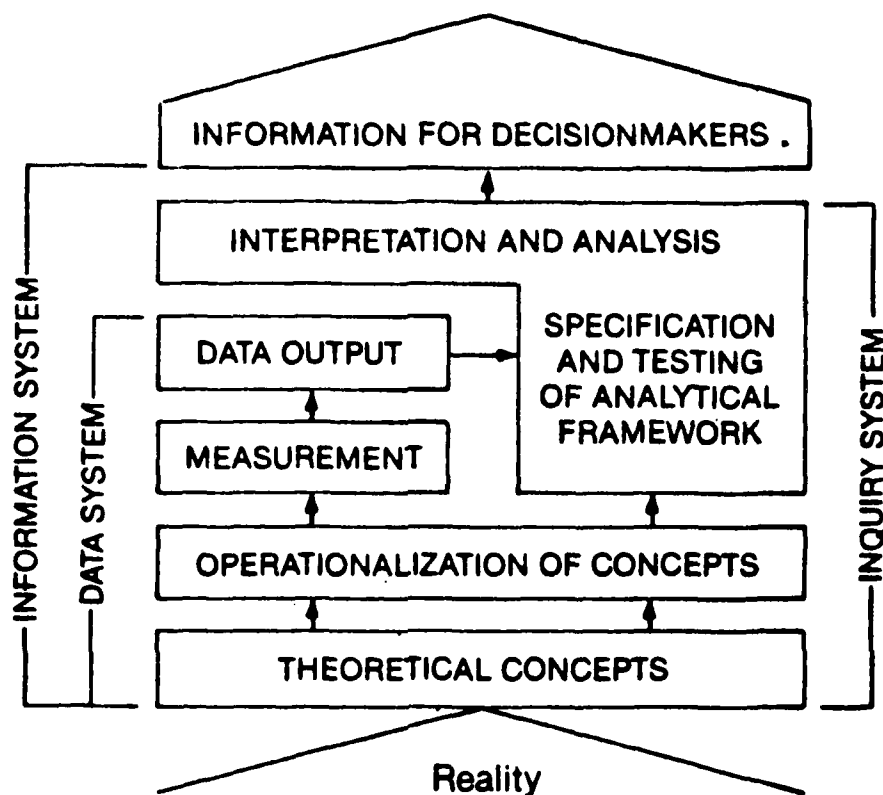 INFORMATION FOR DECISIONMAKERS .
INTERPRETATION AND ANALYSIS
SPECIFICATION
AND TESTING
OF ANALYTICAL
FRAMEWORK
DATA OUTPUT
MEASUREMENT
OPERATIONALIZATION OF CONCEPTS
THEORETICAL CONCEPTS
Reality
INFORMATION SYSTEM
DATA SYSTEM
INQUIRY SYSTEM